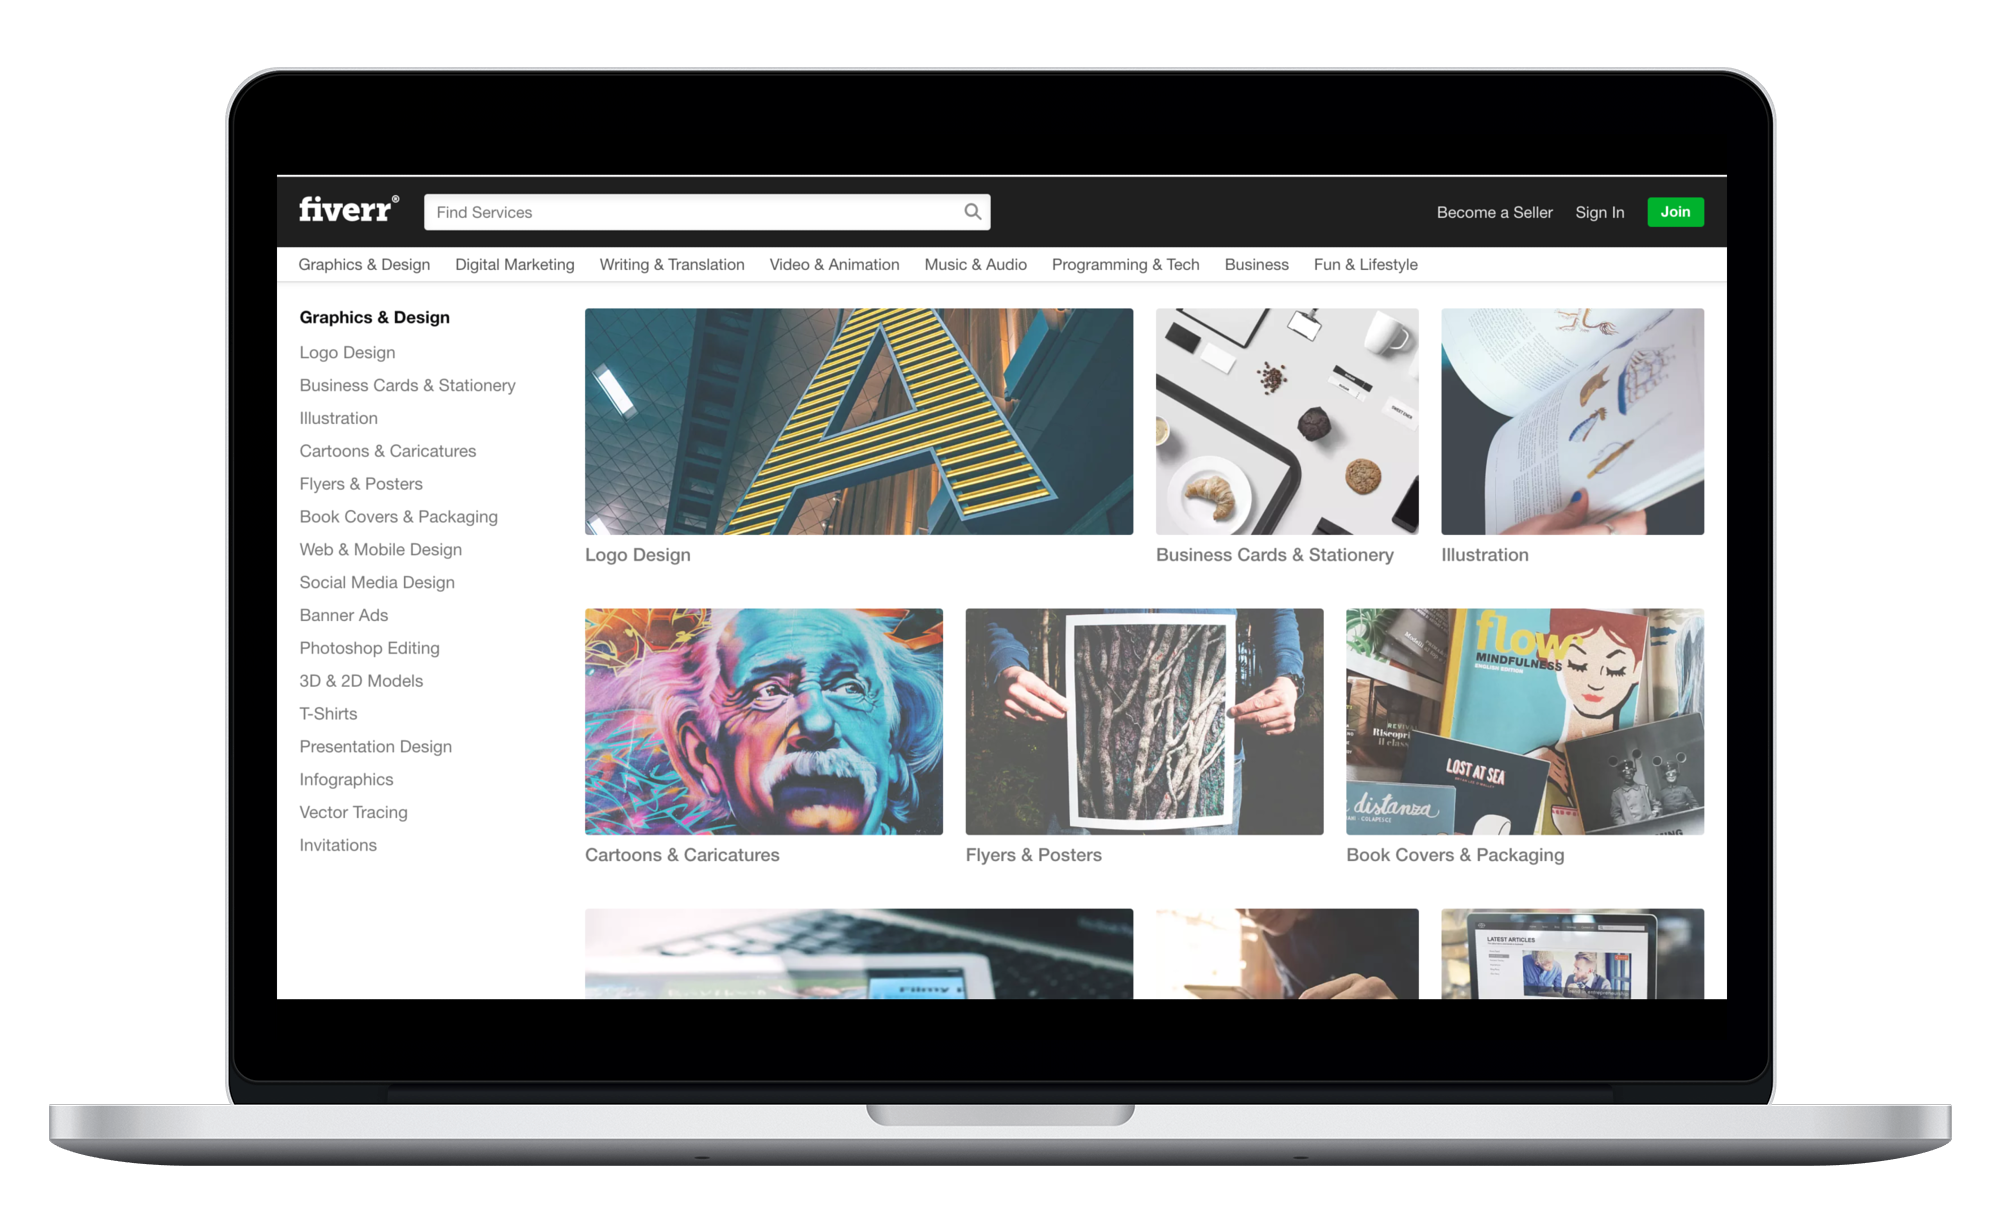 fiverr®
Find Services
Become a Seller
Sign In
Join
Graphics & Design
Digital Marketing
Writing & Translation
Video & Animation
Music & Audio
Programming & Tech
Business
Fun & Lifestyle
Graphics & Design
Logo Design
Business Cards & Stationery
Illustration
Cartoons & Caricatures
Flyers & Posters
Book Covers & Packaging
Web & Mobile Design
Social Media Design
Banner Ads
Photoshop Editing
3D & 2D Models
T-Shirts
Presentation Design
Infographics
Vector Tracing
Invitations
Logo Design
Business Cards & Stationery
Illustration
flow
MINDFULNESS
ENGLISH EDITION
LOST AT SEA
distanza
Cartoons & Caricatures
Flyers & Posters
Book Covers & Packaging
LATEST ARTICLES